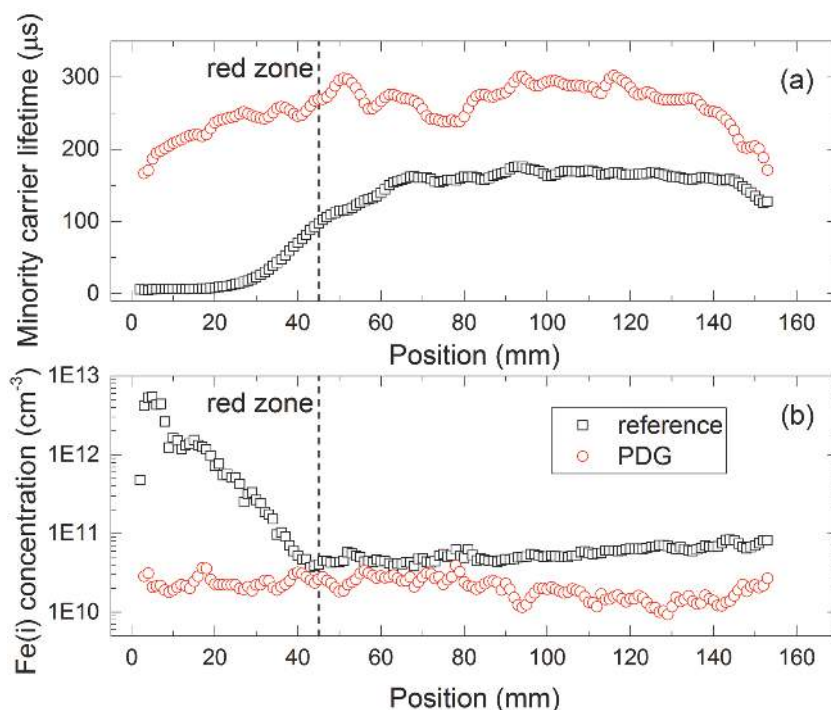 Minority carrier lifetime (μs)
300
200
100
0
red zone
(a)
0 20 40 60 80 100 120 140 160
Position (mm)
Fe(i) concentration (cm-3)
1E13
1E12
1E11
1E10
red zone
(b)
reference
PDG
0 20 40 60 80 100 120 140 160
Position (mm)